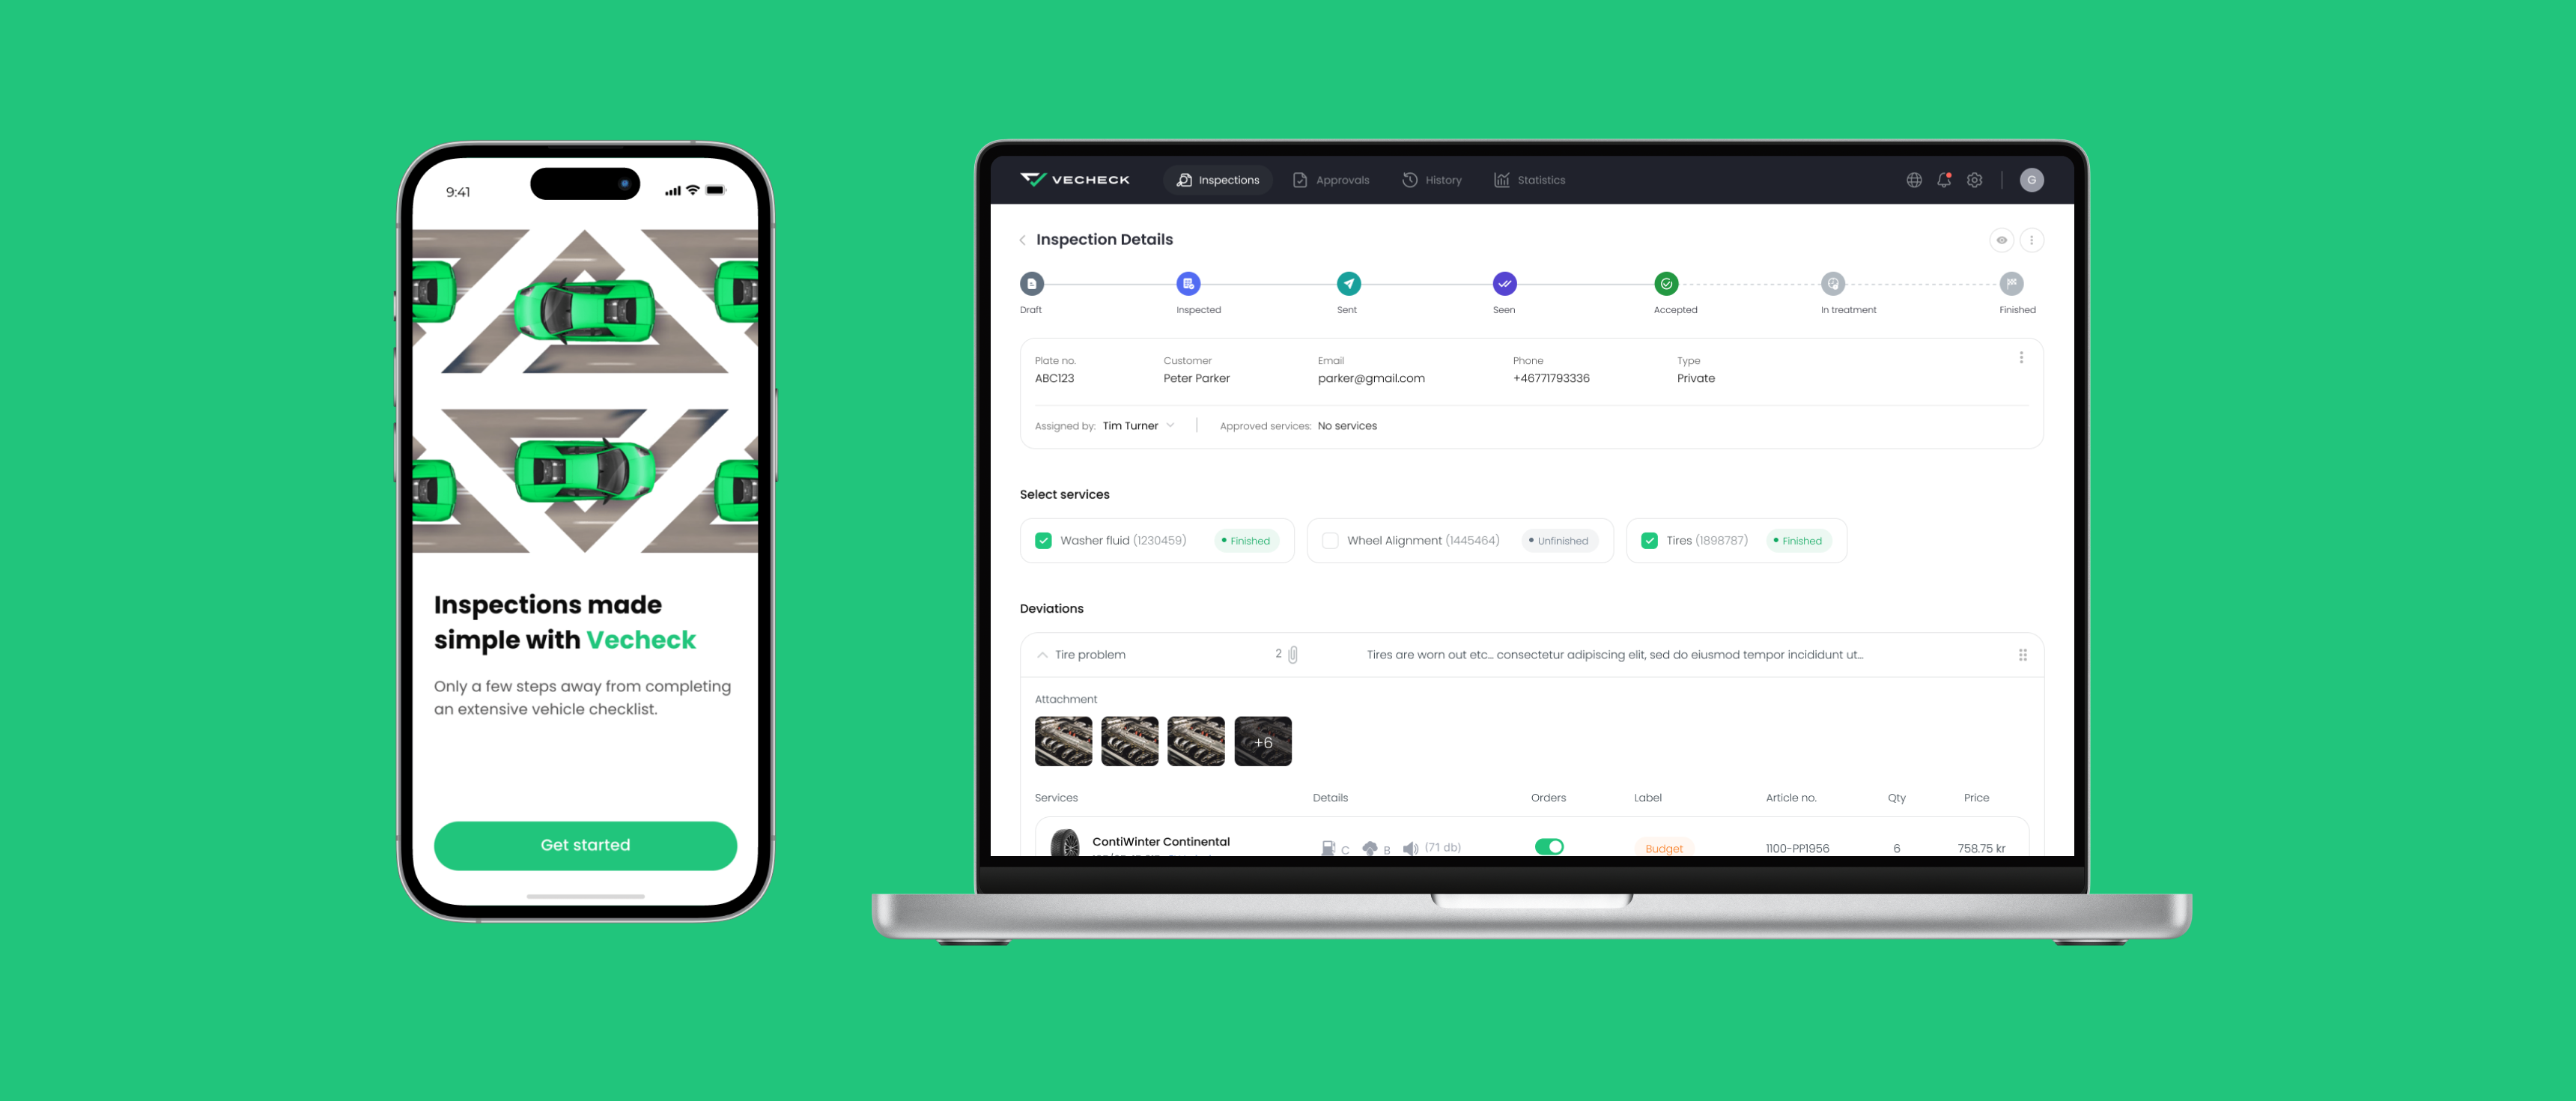 9:41
Inspections made
simple with Vecheck
Only a few steps away from completing
an extensive vehicle checklist.
Get started
VECHECK Inspections Approvals History Statistics G
Inspection Details
Draft Inspected Sent Seen Accepted In treatment Finished
Plate no. Customer Email Phone Type
ABC123 Peter Parker parker@gmail.com +46771793336 Private
Assigned by: Tim Turner Approved services: No services
Select services
Washer fluid (1230459) Finished Wheel Alignment (1445464) Unfinished Tires (1898787) Finished
Deviations
Tire problem 2 Tires are worn out etc... consectetur adipiscing elit, sed do eiusmod tempor incididunt ut...
Attachment
+6
Services Details Orders Label Article no. Qty Price
ContiWinter Continental C B (71 db) Budget 1100-PP1956 6 758.75 kr